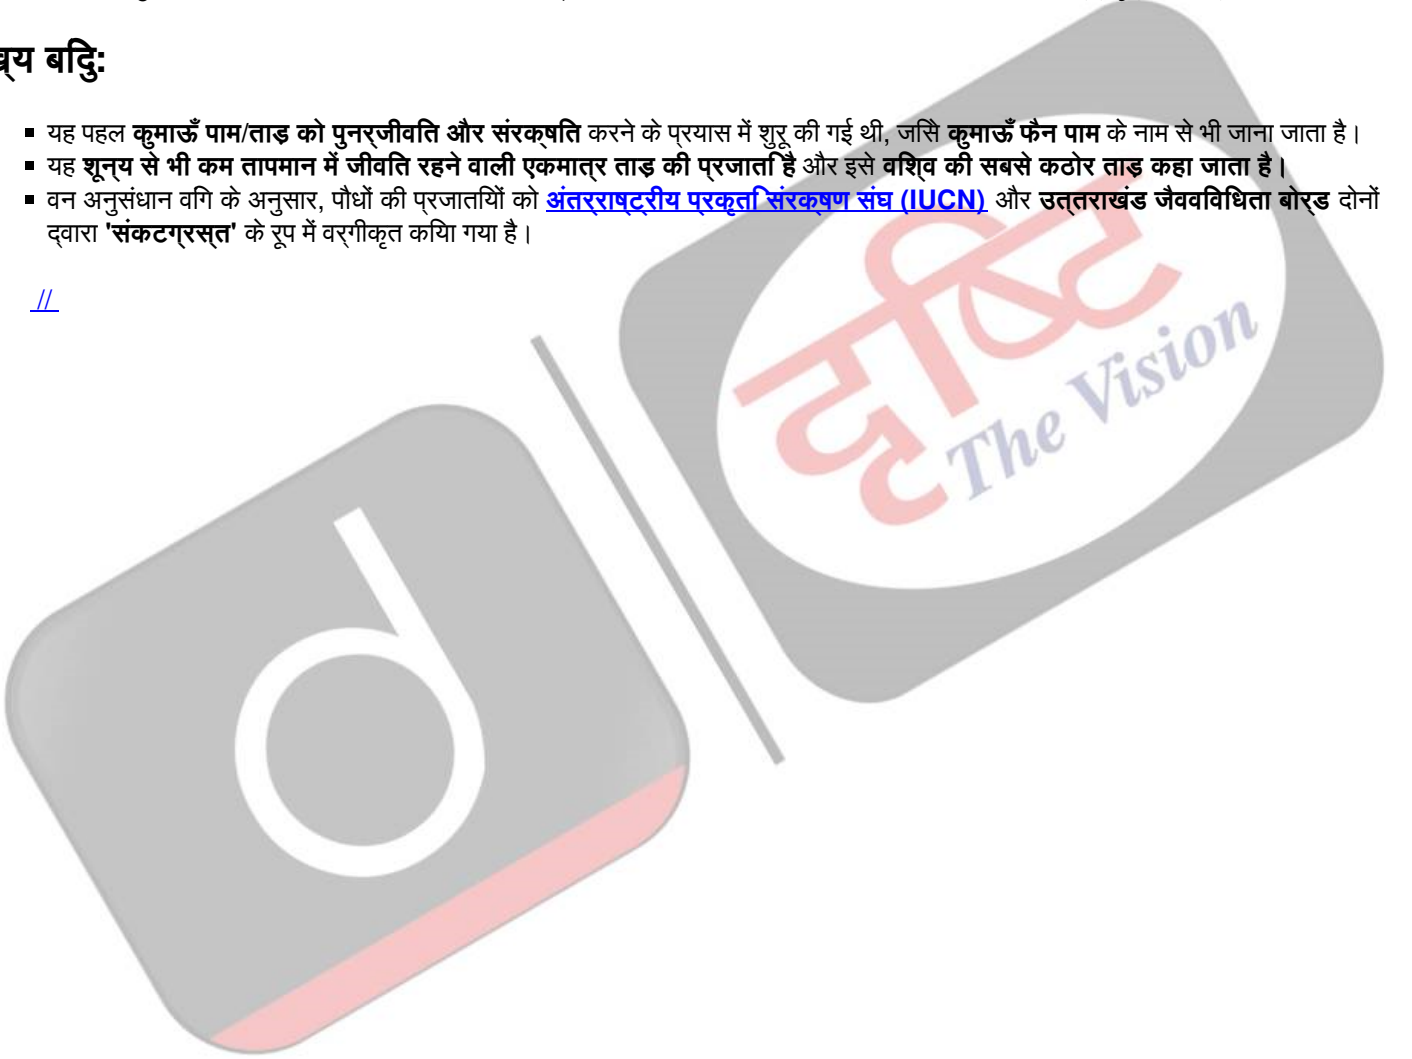 ख्य बिंदु:
▪ यह पहल कुमाऊँ पाम/ताड़ को पुनर्जीवित और संरक्षित करने के प्रयास में शुरू की गई थी, जिसे कुमाऊँ फैन पाम के नाम से भी जाना जाता है।
▪ यह शून्य से भी कम तापमान में जीवित रहने वाली एकमात्र ताड़ की प्रजाति है और इसे विश्व की सबसे कठोर ताड़ कहा जाता है।
▪ वन अनुसंधान विंग के अनुसार, पौधों की प्रजातियों को अंतर्राष्ट्रीय प्रकृति संरक्षण संघ (IUCN) और उत्तराखंड जैवविविधता बोर्ड दोनों
द्वारा 'संकटग्रस्त' के रूप में वर्गीकृत किया गया है।
//
दृष्टि
The Vision
d